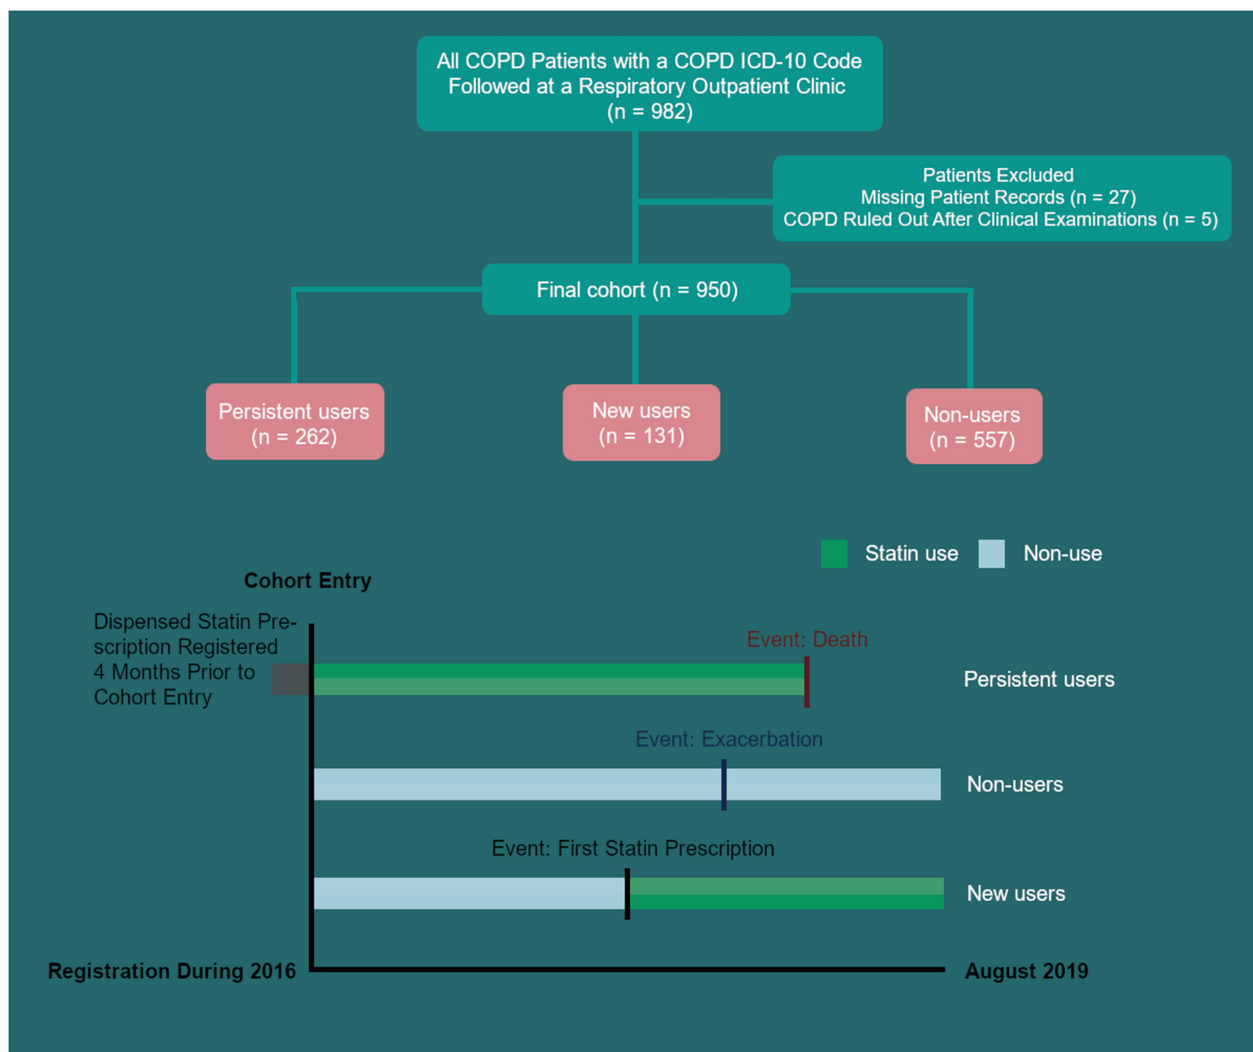 All COPD Patients with a COPD ICD-10 Code
Followed at a Respiratory Outpatient Clinic
(n = 982)
Patients Excluded
Missing Patient Records (n = 27)
COPD Ruled Out After Clinical Examinations (n = 5)
Final cohort (n = 950)
Persistent users
(n = 262)
New users
(n = 131)
Non-users
(n = 557)
Statin use
Non-use
Cohort Entry
Dispensed Statin Pre-
scription Registered
4 Months Prior to
Cohort Entry
Event: Death
Persistent users
Event: Exacerbation
Non-users
Event: First Statin Prescription
New users
Registration During 2016
August 2019